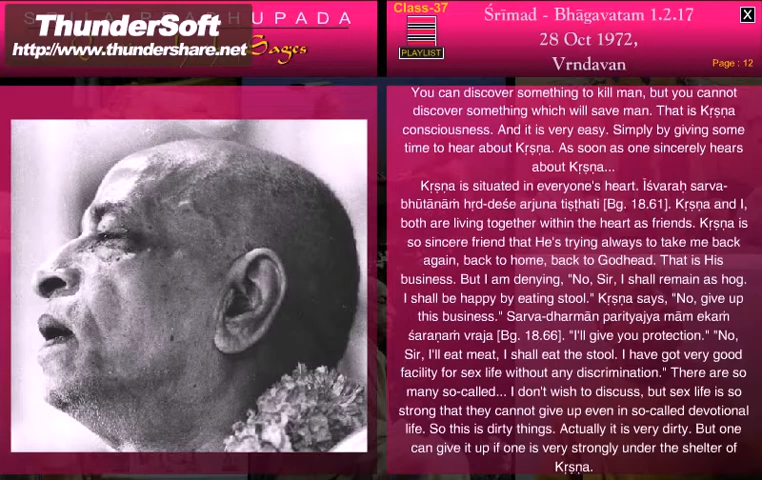 SRILA PRABHUPADA
ThunderSoft
http://www.thundershare.net
Sages
Class-37
PLAYLIST
Śrīmad - Bhāgavatam 1.2.17
28 Oct 1972,
Vrndavan
X
Page : 12
You can discover something to kill man, but you cannot
discover something which will save man. That is Kṛṣṇa
consciousness. And it is very easy. Simply by giving some
time to hear about Kṛṣṇa. As soon as one sincerely hears
about Kṛṣṇa...
Kṛṣṇa is situated in everyone's heart. Īśvaraḥ sarva-
bhūtānāṁ hṛd-deśe arjuna tiṣṭhati [Bg. 18.61]. Kṛṣṇa and I,
both are living together within the heart as friends. Kṛṣṇa is
so sincere friend that He's trying always to take me back
again, back to home, back to Godhead. That is His
business. But I am denying, "No, Sir, I shall remain as hog.
I shall be happy by eating stool." Kṛṣṇa says, "No, give up
this business." Sarva-dharmān parityajya mām ekaṁ
śaraṇaṁ vraja [Bg. 18.66]. "I'll give you protection." "No,
Sir, I'll eat meat, I shall eat the stool. I have got very good
facility for sex life without any discrimination." There are so
many so-called... I don't wish to discuss, but sex life is so
strong that they cannot give up even in so-called devotional
life. So this is dirty things. Actually it is very dirty. But one
can give it up if one is very strongly under the shelter of
Kṛṣṇa.